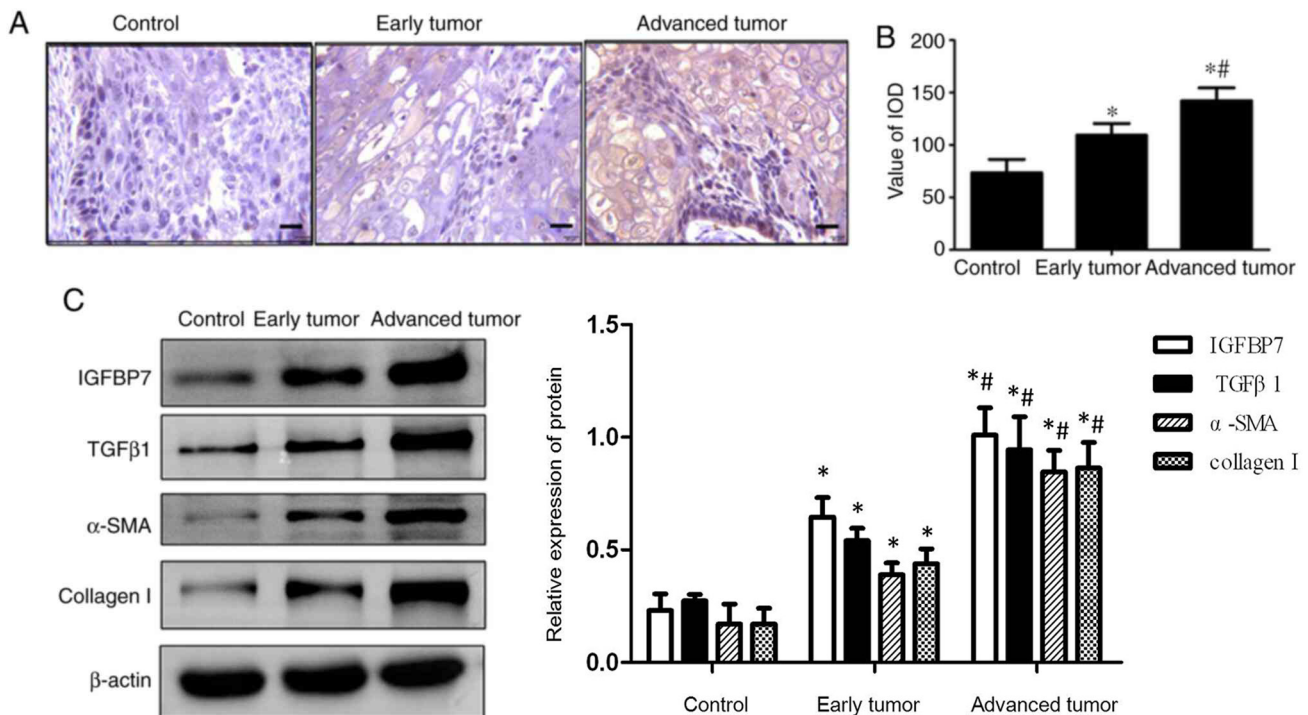 A
Control Early tumor Advanced tumor
B
Value of IOD
200
150
100
50
0
*
*#
Control Early tumor Advanced tumor
C
Control Early tumor Advanced tumor
IGFBP7
TGFβ1
α-SMA
Collagen I
β-actin
Relative expression of protein
1.5
1.0
0.5
0.0
* * * *
*# *# *# *#
Control Early tumor Advanced tumor
IGFBP7
TGFβ 1
α -SMA
collagen I